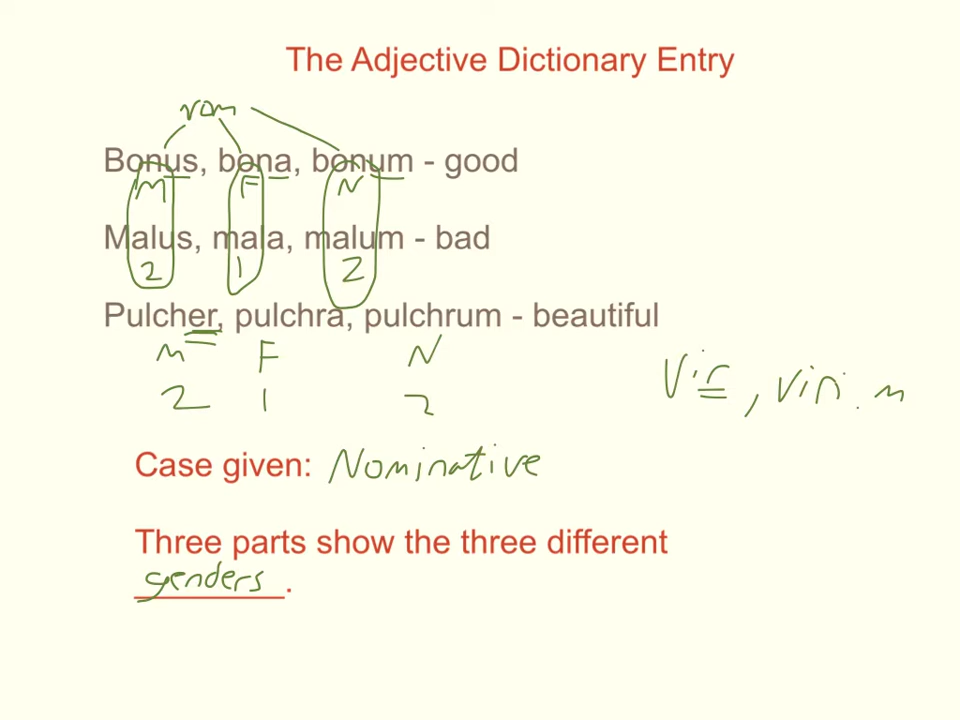 The Adjective Dictionary Entry
nom
Bonus, bona, bonum - good
M F N
Malus, mala, malum - bad
2 1 2
Pulcher, pulchra, pulchrum - beautiful
M F N
2 1 2
Vir, viri. m
Case given: Nominative
Three parts show the three different
genders.